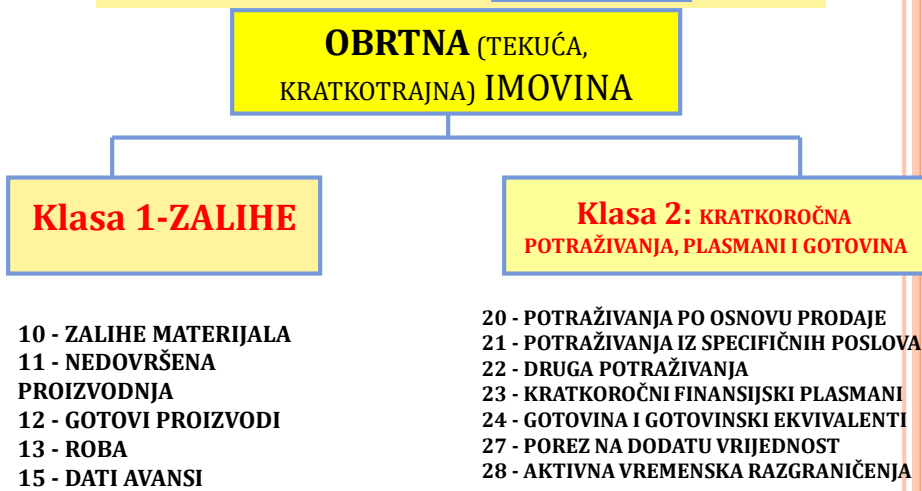 OBRTNA (TEKUĆA,
KRATKOTRAJNA) IMOVINA
Klasa 1-ZALIHE
10 - ZALIHE MATERIJALA
11 - NEDOVRŠENA
PROIZVODNJA
12 - GOTOVI PROIZVODI
13 - ROBA
15 - DATI AVANSI
Klasa 2: KRATKOROČNA
POTRAŽIVANJA, PLASMANI I GOTOVINA
20 - POTRAŽIVANJA PO OSNOVU PRODAJE
21 - POTRAŽIVANJA IZ SPECIFIČNIH POSLOVA
22 - DRUGA POTRAŽIVANJA
23 - KRATKOROČNI FINANSIJSKI PLASMANI
24 - GOTOVINA I GOTOVINSKI EKVIVALENTI
27 - POREZ NA DODATU VRIJEDNOST
28 - AKTIVNA VREMENSKA RAZGRANIČENJA